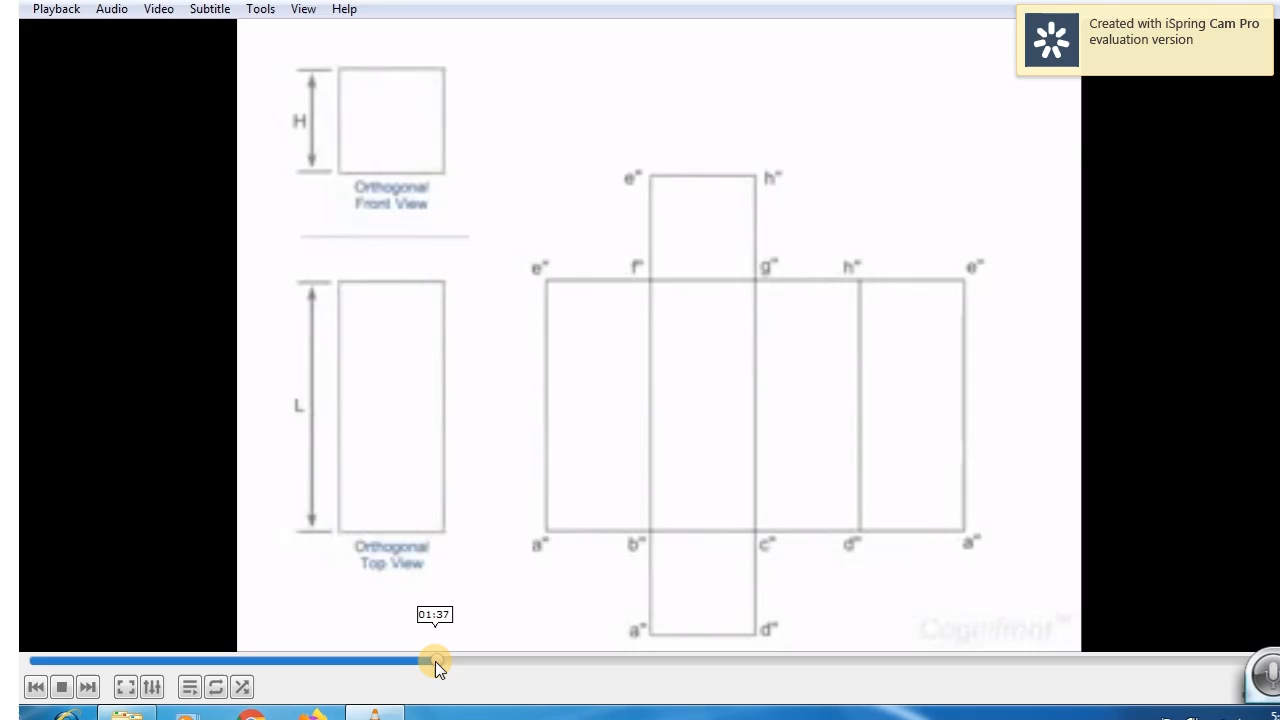 Playback Audio Video Subtitle Tools View Help
Created with iSpring Cam Pro
evaluation version
H
Orthogonal
Front View
e" h"
e" f" g" h" e"
L
a" b" c" d" a"
Orthogonal
Top View
01:37
a" d"
Cognifront™